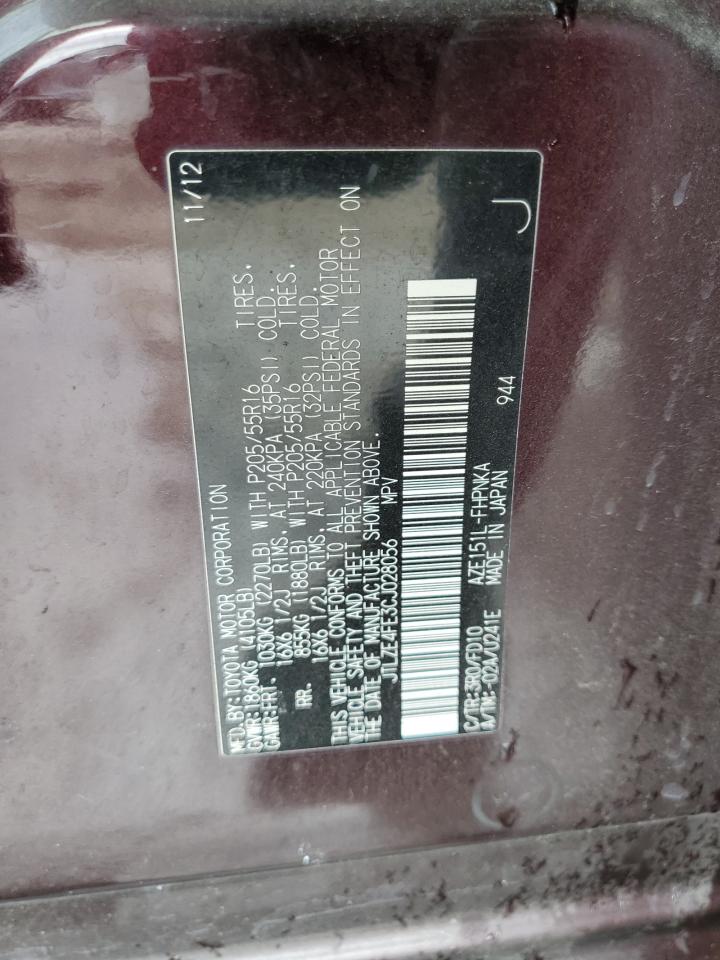 MFD.BY:TOYOTA MOTOR CORPORATION 11/12
GVWR:1860KG (4105LB)
GAWR:FRT. 1030KG (2270LB) WITH P205/55R16 TIRES.
16X6 1/2J RIMS, AT 240KPA (35PSI) COLD.
RR. 855KG (1880LB) WITH P205/55R16 TIRES.
16X6 1/2J RIMS, AT 220KPA (32PSI) COLD.
THIS VEHICLE CONFORMS TO ALL APPLICABLE FEDERAL MOTOR
VEHICLE SAFETY AND THEFT PREVENTION STANDARDS IN EFFECT ON
THE DATE OF MANUFACTURE SHOWN ABOVE.
JTLZE4FE3CJ028056 MPV
C/TR:3R0/FD10 AZE151L-FHPNKA 944
A/TM:-02A/U241E MADE IN JAPAN J